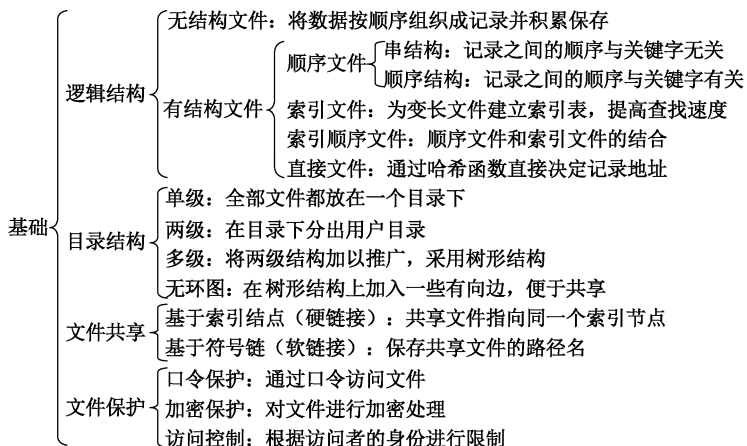 基础
逻辑结构
无结构文件：将数据按顺序组织成记录并积累保存
有结构文件
顺序文件
串结构：记录之间的顺序与关键字无关
顺序结构：记录之间的顺序与关键字有关
索引文件：为变长文件建立索引表，提高查找速度
索引顺序文件：顺序文件和索引文件的结合
直接文件：通过哈希函数直接决定记录地址
目录结构
单级：全部文件都放在一个目录下
两级：在目录下分出用户目录
多级：将两级结构加以推广，采用树形结构
无环图：在树形结构上加入一些有向边，便于共享
文件共享
基于索引结点（硬链接）：共享文件指向同一个索引节点
基于符号链（软链接）：保存共享文件的路径名
文件保护
口令保护：通过口令访问文件
加密保护：对文件进行加密处理
访问控制：根据访问者的身份进行限制